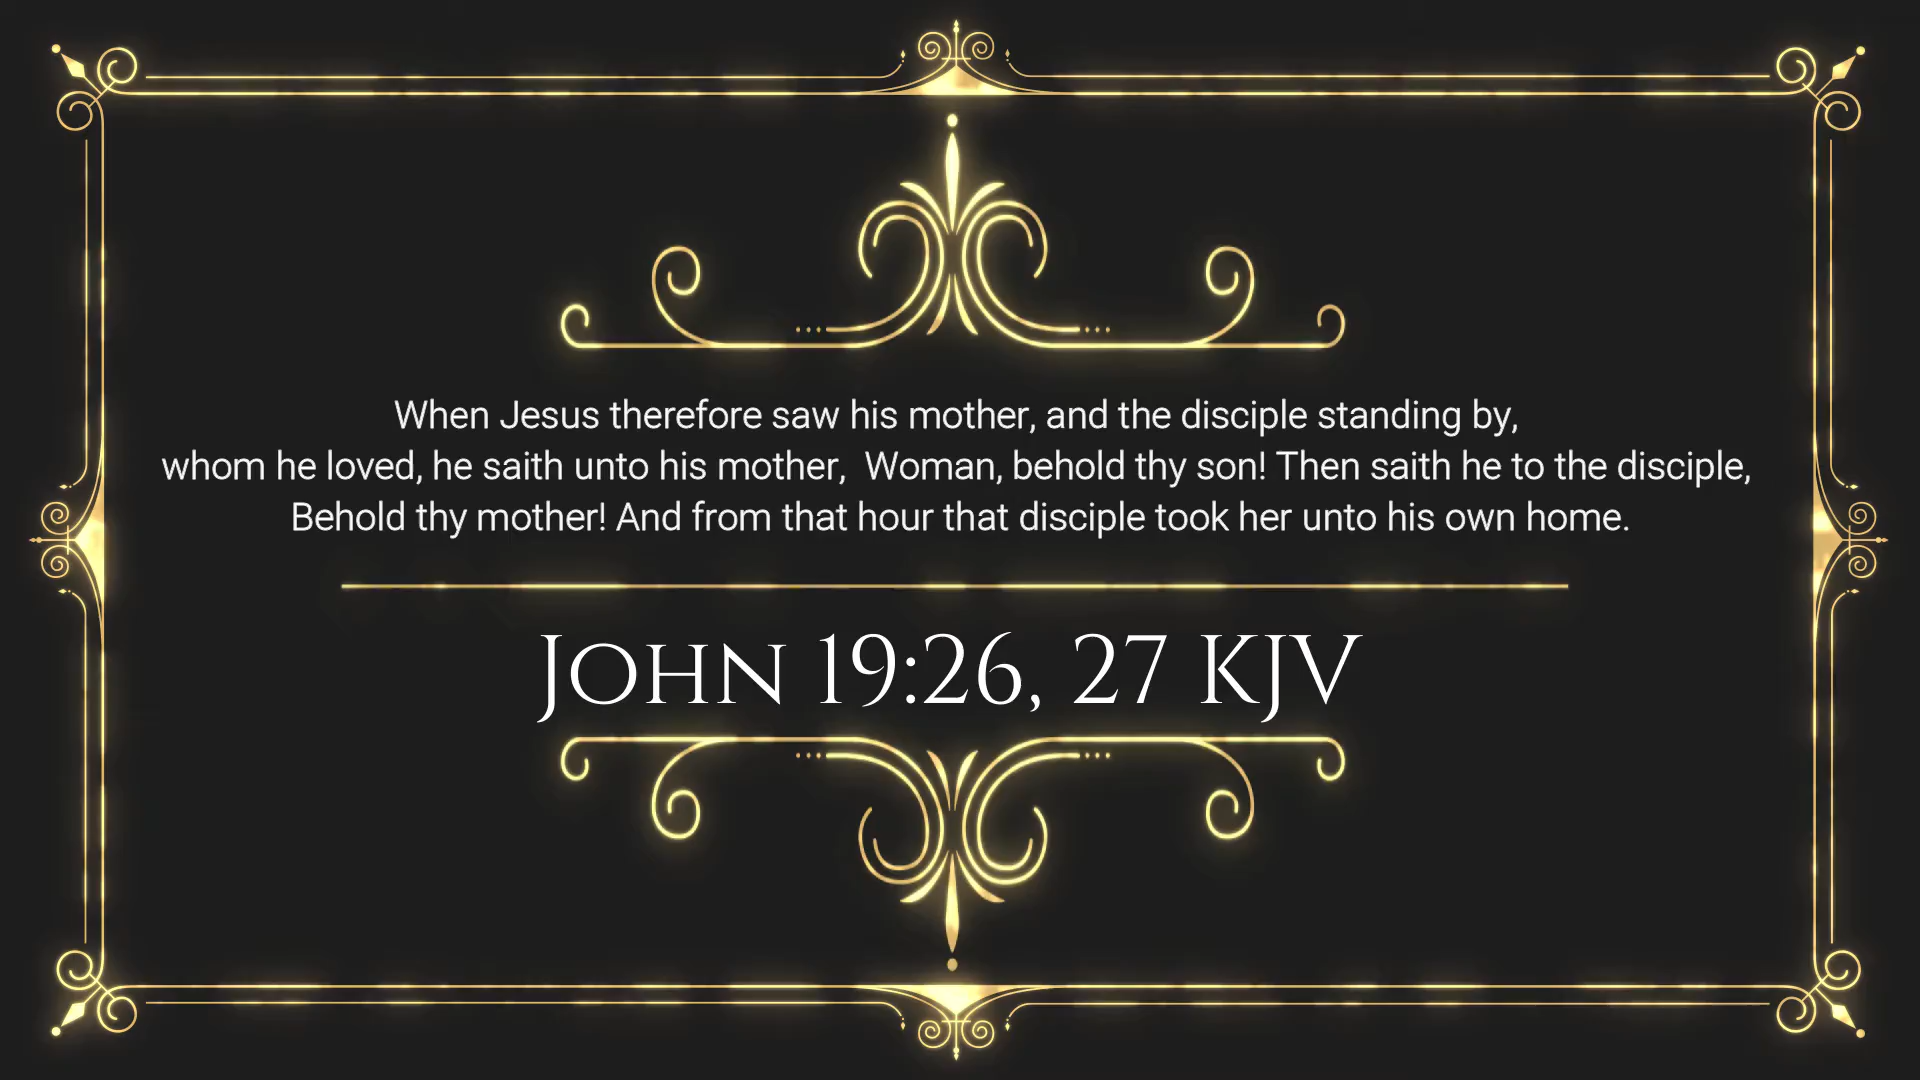 When Jesus therefore saw his mother, and the disciple standing by,
whom he loved, he saith unto his mother,  Woman, behold thy son! Then saith he to the disciple,
Behold thy mother! And from that hour that disciple took her unto his own home.
John 19:26, 27 KJV